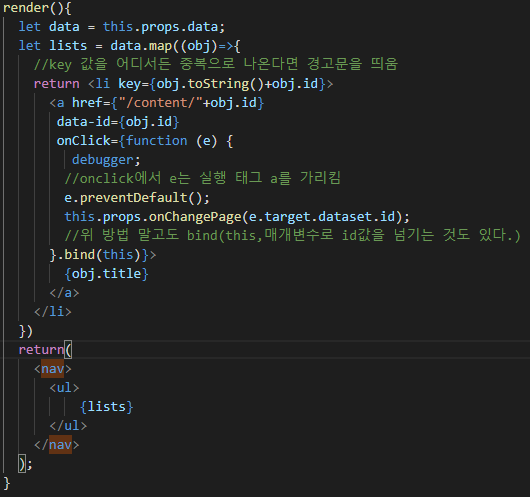 render(){
let data = this.props.data;
let lists = data.map((obj)=>{
//key 값을 어디서든 중복으로 나온다면 경고문을 띄움
return <li key={obj.toString()+obj.id}>
<a href={"/content/"+obj.id}
data-id={obj.id}
onClick={function (e) {
debugger;
//onclick에서 e는 실행 태그 a를 가리킴
e.preventDefault();
this.props.onChangePage(e.target.dataset.id);
//위 방법 말고도 bind(this,매개변수로 id값을 넘기는 것도 있다.)
}.bind(this)}>
{obj.title}
</a>
</li>
})
return(
<nav>
<ul>
{lists}
</ul>
</nav>
);
}